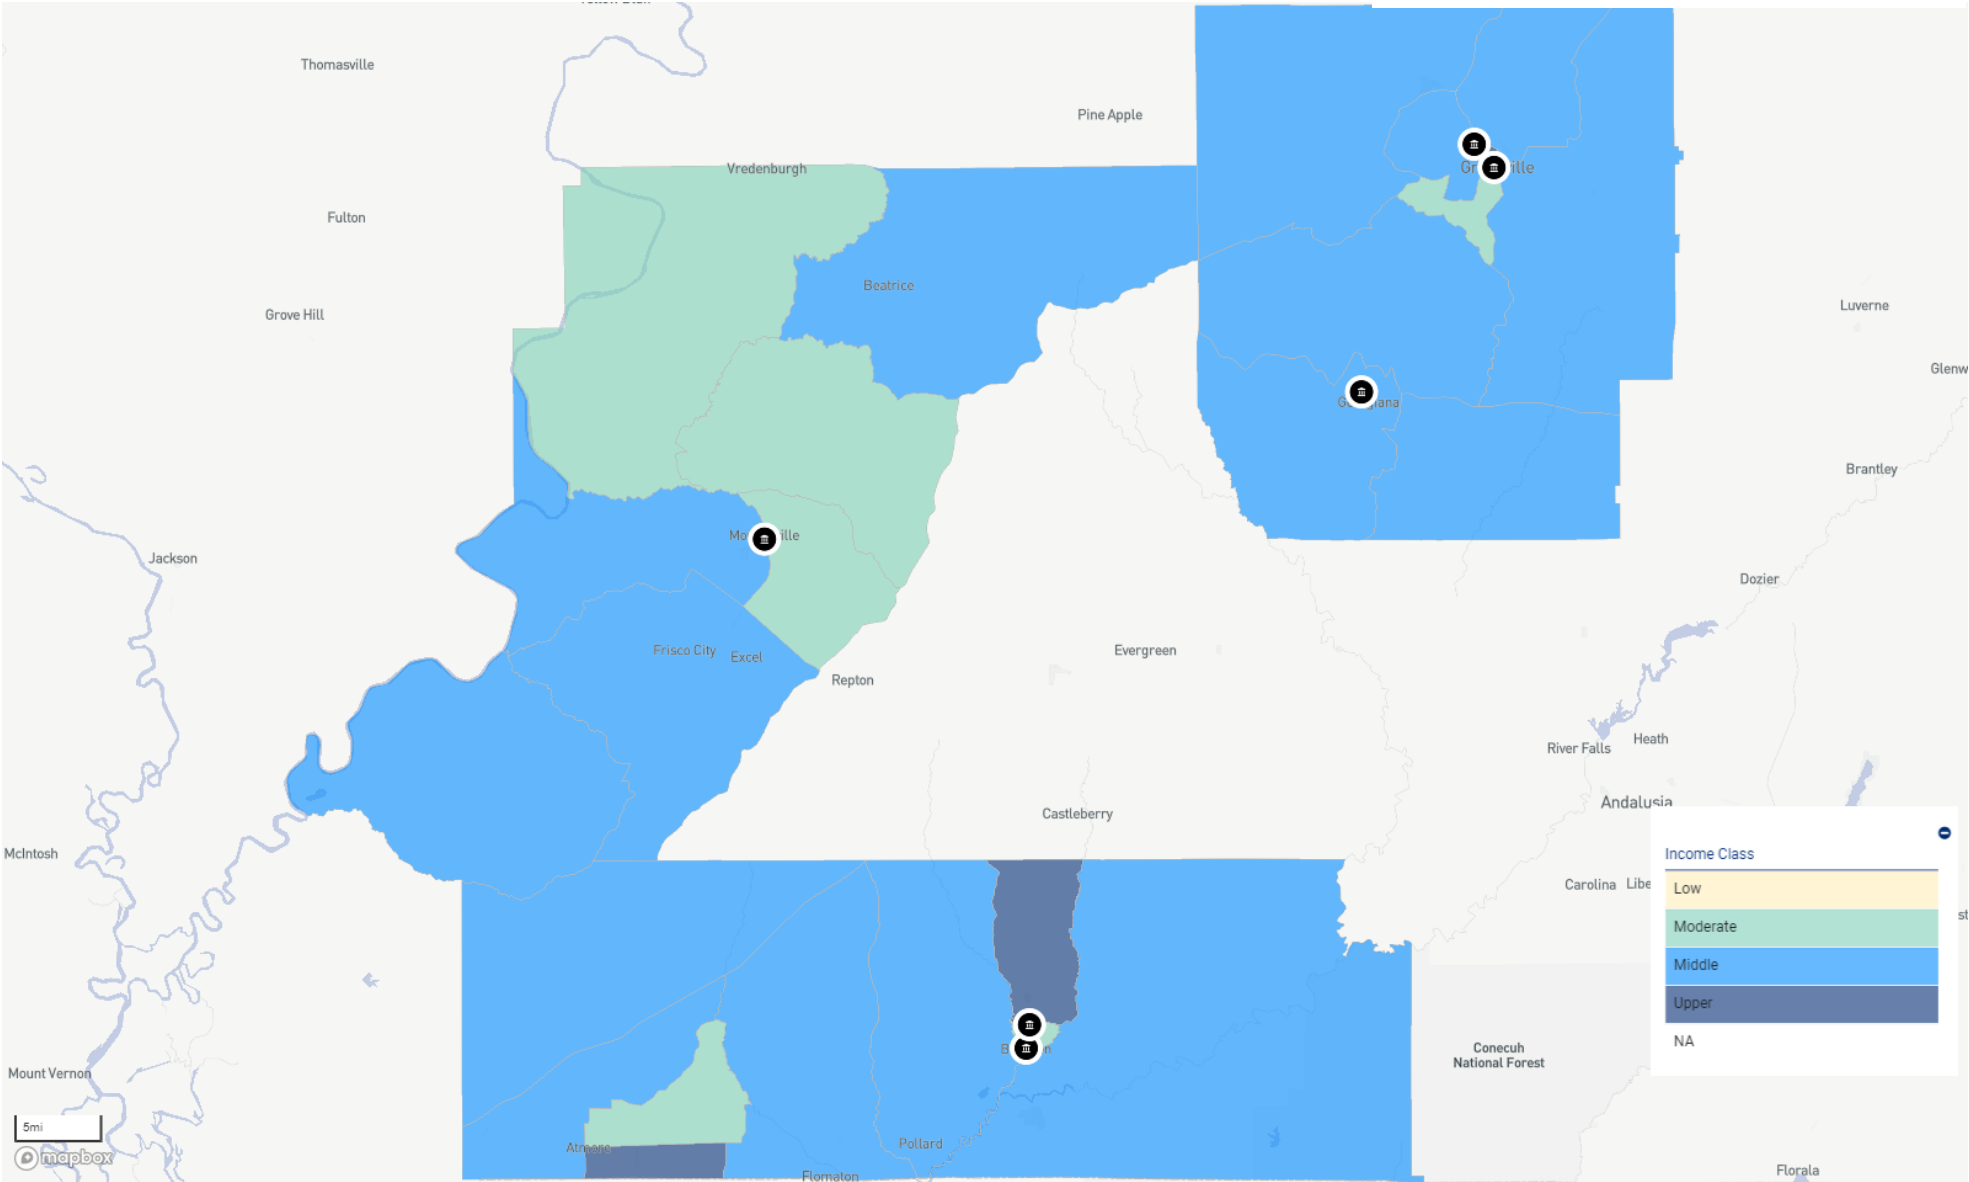 Thomasville
Pine Apple
Vredenburgh
Fulton
Beatrice
Grove Hill
Luverne
Glenw
Brantley
Jackson
Dozier
Frisco City
Excel
Evergreen
Repton
River Falls
Heath
Castleberry
Andalusia
McIntosh
Carolina
Libe
st
Conecuh
National Forest
Mount Vernon
Atmore
Pollard
Flomaton
Florala
Income Class
Low
Moderate
Middle
Upper
NA
5mi
mapbox